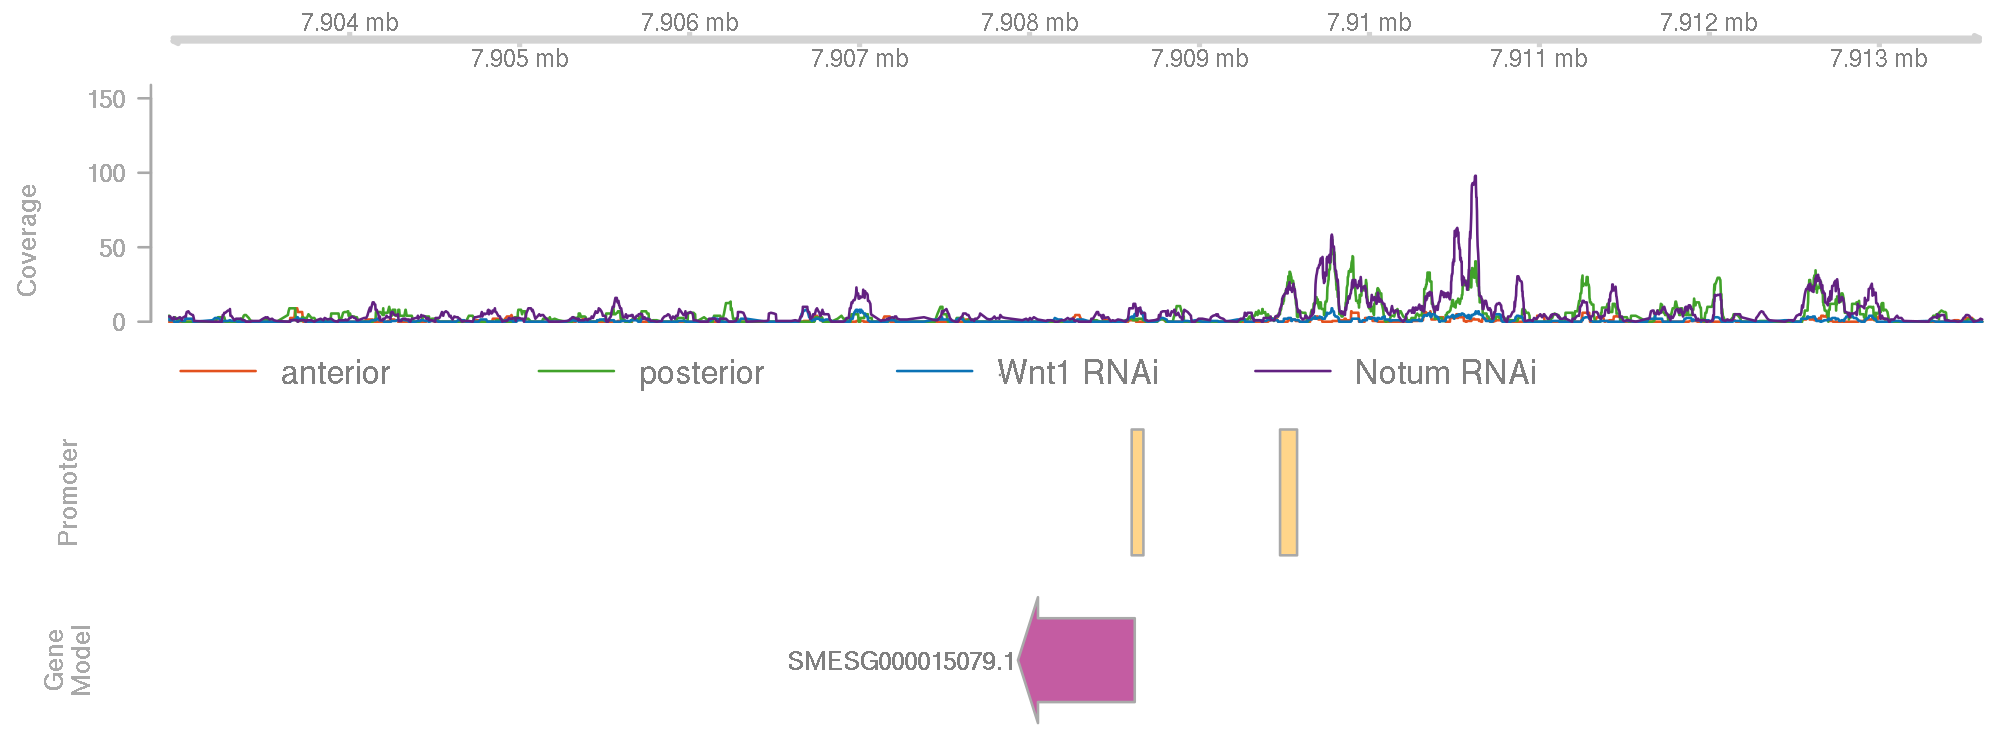 7.904 mb 7.906 mb 7.908 mb 7.91 mb 7.912 mb
7.905 mb 7.907 mb 7.909 mb 7.911 mb 7.913 mb
150
100
50
0
Coverage
anterior posterior Wnt1 RNAi Notum RNAi
Promoter
Gene
Model
SMESG000015079.1